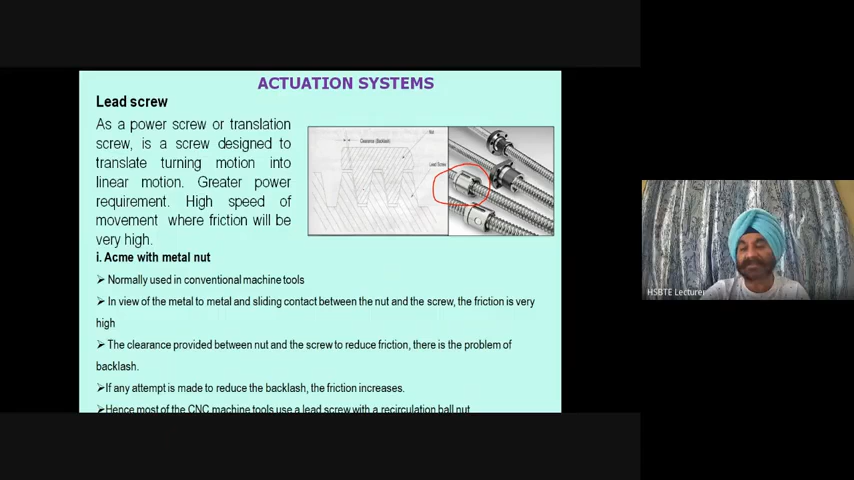 ACTUATION SYSTEMS
Lead screw
As a power screw or translation
screw, is a screw designed to
translate turning motion into
linear motion. Greater power
requirement. High speed of
movement where friction will be
very high.
Clearance (Backlash)
Nut
Lead Screw
i. Acme with metal nut
➢ Normally used in conventional machine tools
➢ In view of the metal to metal and sliding contact between the nut and the screw, the friction is very
high
➢ The clearance provided between nut and the screw to reduce friction, there is the problem of
backlash.
➢If any attempt is made to reduce the backlash, the friction increases.
➢Hence most of the CNC machine tools use a lead screw with a recirculation ball nut
HSBTE Lecturer